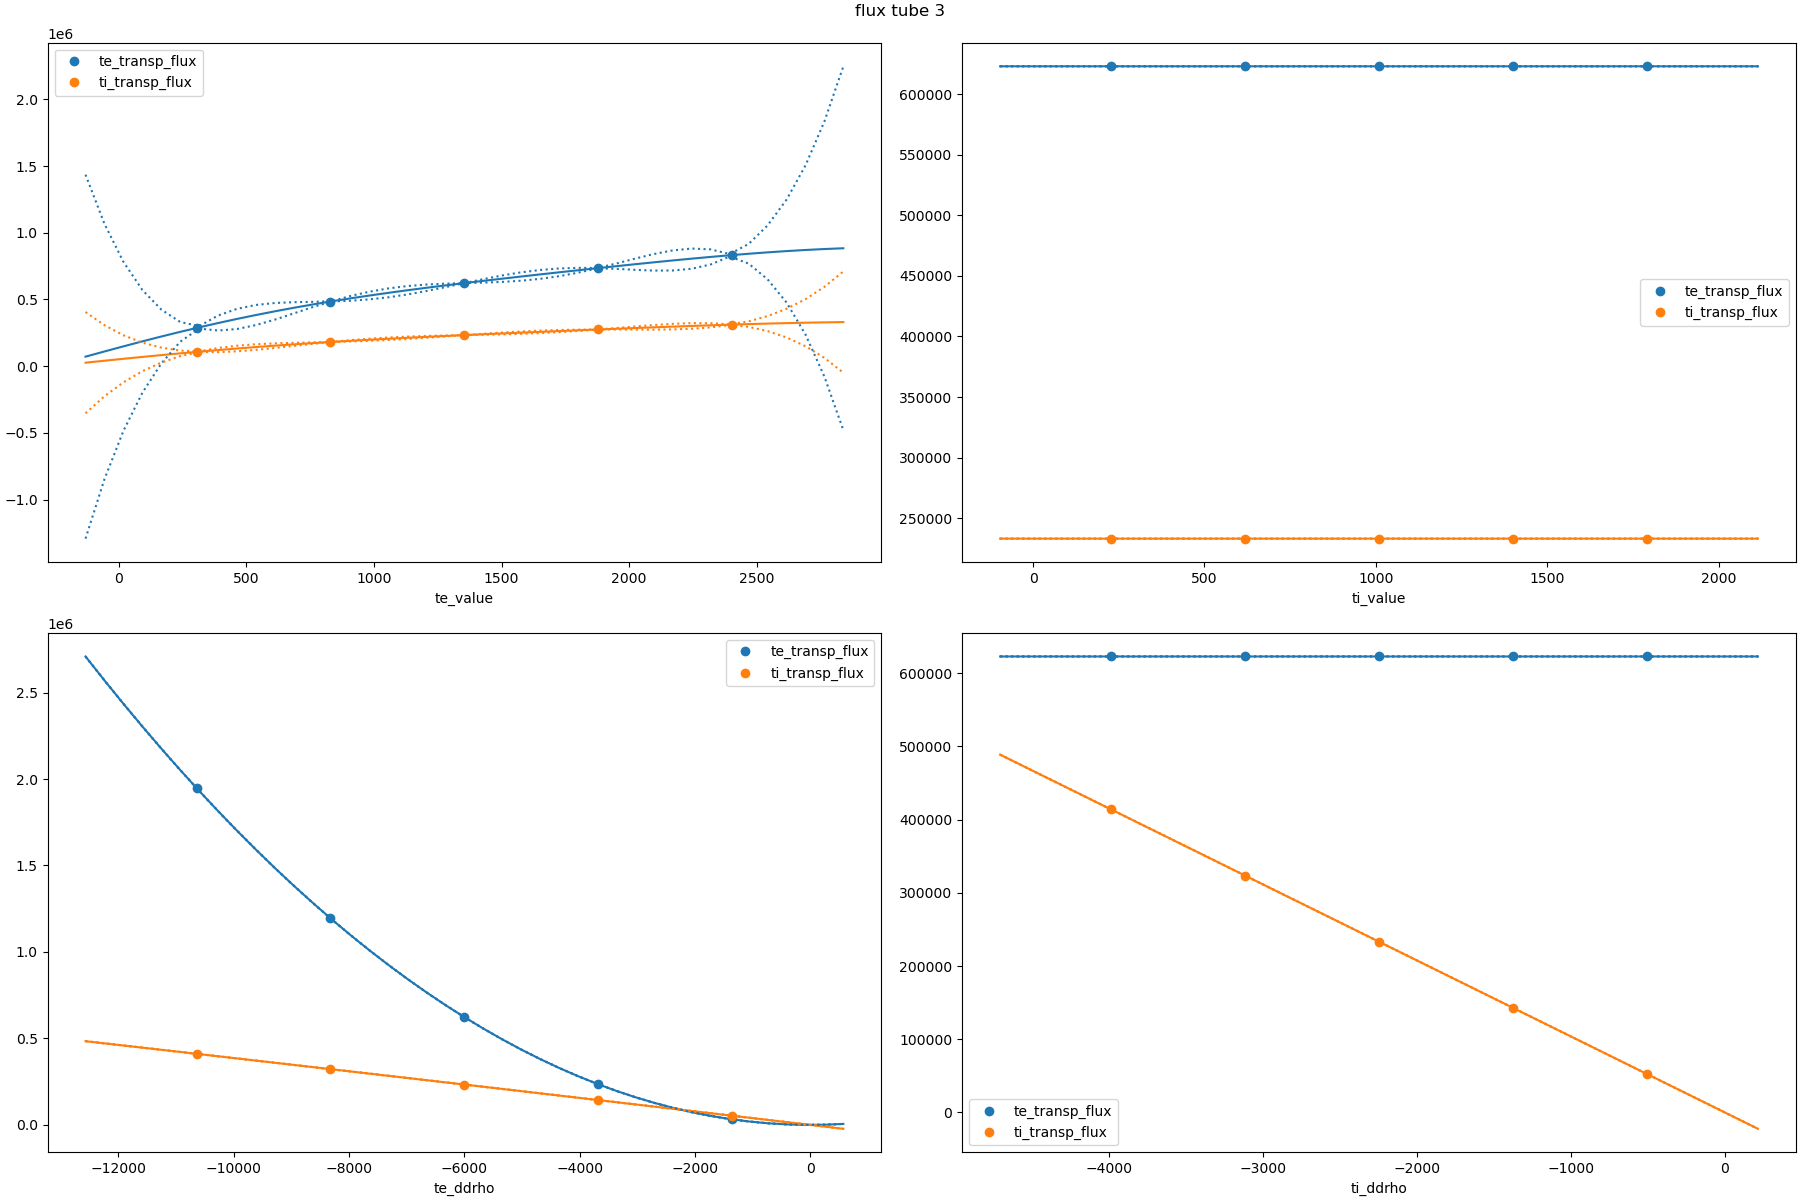 flux tube 3
1e6
te_transp_flux
ti_transp_flux
2.0
1.5
1.0
0.5
0.0
−0.5
−1.0
0 500 1000 1500 2000 2500
te_value
te_transp_flux
ti_transp_flux
600000
550000
500000
450000
400000
350000
300000
250000
0 500 1000 1500 2000
ti_value
1e6
te_transp_flux
ti_transp_flux
2.5
2.0
1.5
1.0
0.5
0.0
−12000 −10000 −8000 −6000 −4000 −2000 0
te_ddrho
600000
500000
400000
300000
200000
100000
0
te_transp_flux
ti_transp_flux
−4000 −3000 −2000 −1000 0
ti_ddrho